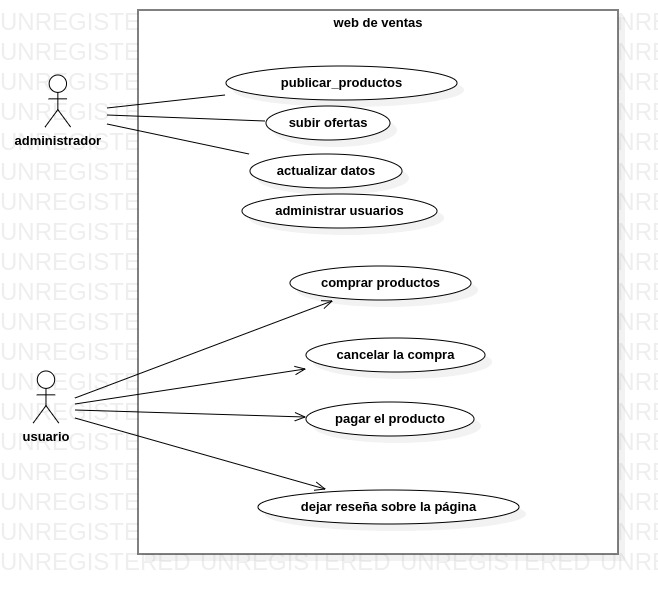 web de ventas
publicar_productos
subir ofertas
administrador
actualizar datos
administrar usuarios
comprar productos
cancelar la compra
pagar el producto
usuario
dejar reseña sobre la página
UNREGISTERED UNREGISTERED UNREGISTERED UNRE